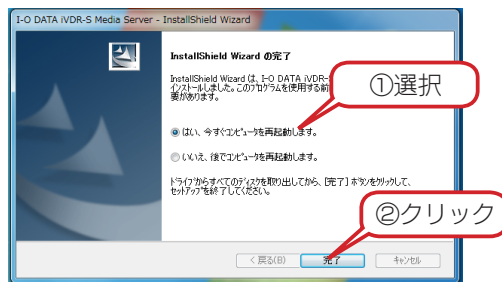 I-O DATA iVDR-S Media Server - InstallShield Wizard
InstallShield Wizard の完了
InstallShield Wizard は、I-O DATA iVDR-
インストールしました。このプログラムを使用する前
要があります。
①選択
はい、今すぐコンピュータを再起動します。
いいえ、後でコンピュータを再起動します。
ドライブからすべてのディスクを取り出してから、[完了] ボタンをクリックして、
セットアップを終了してください。
②クリック
< 戻る(B)
完了
キャンセル